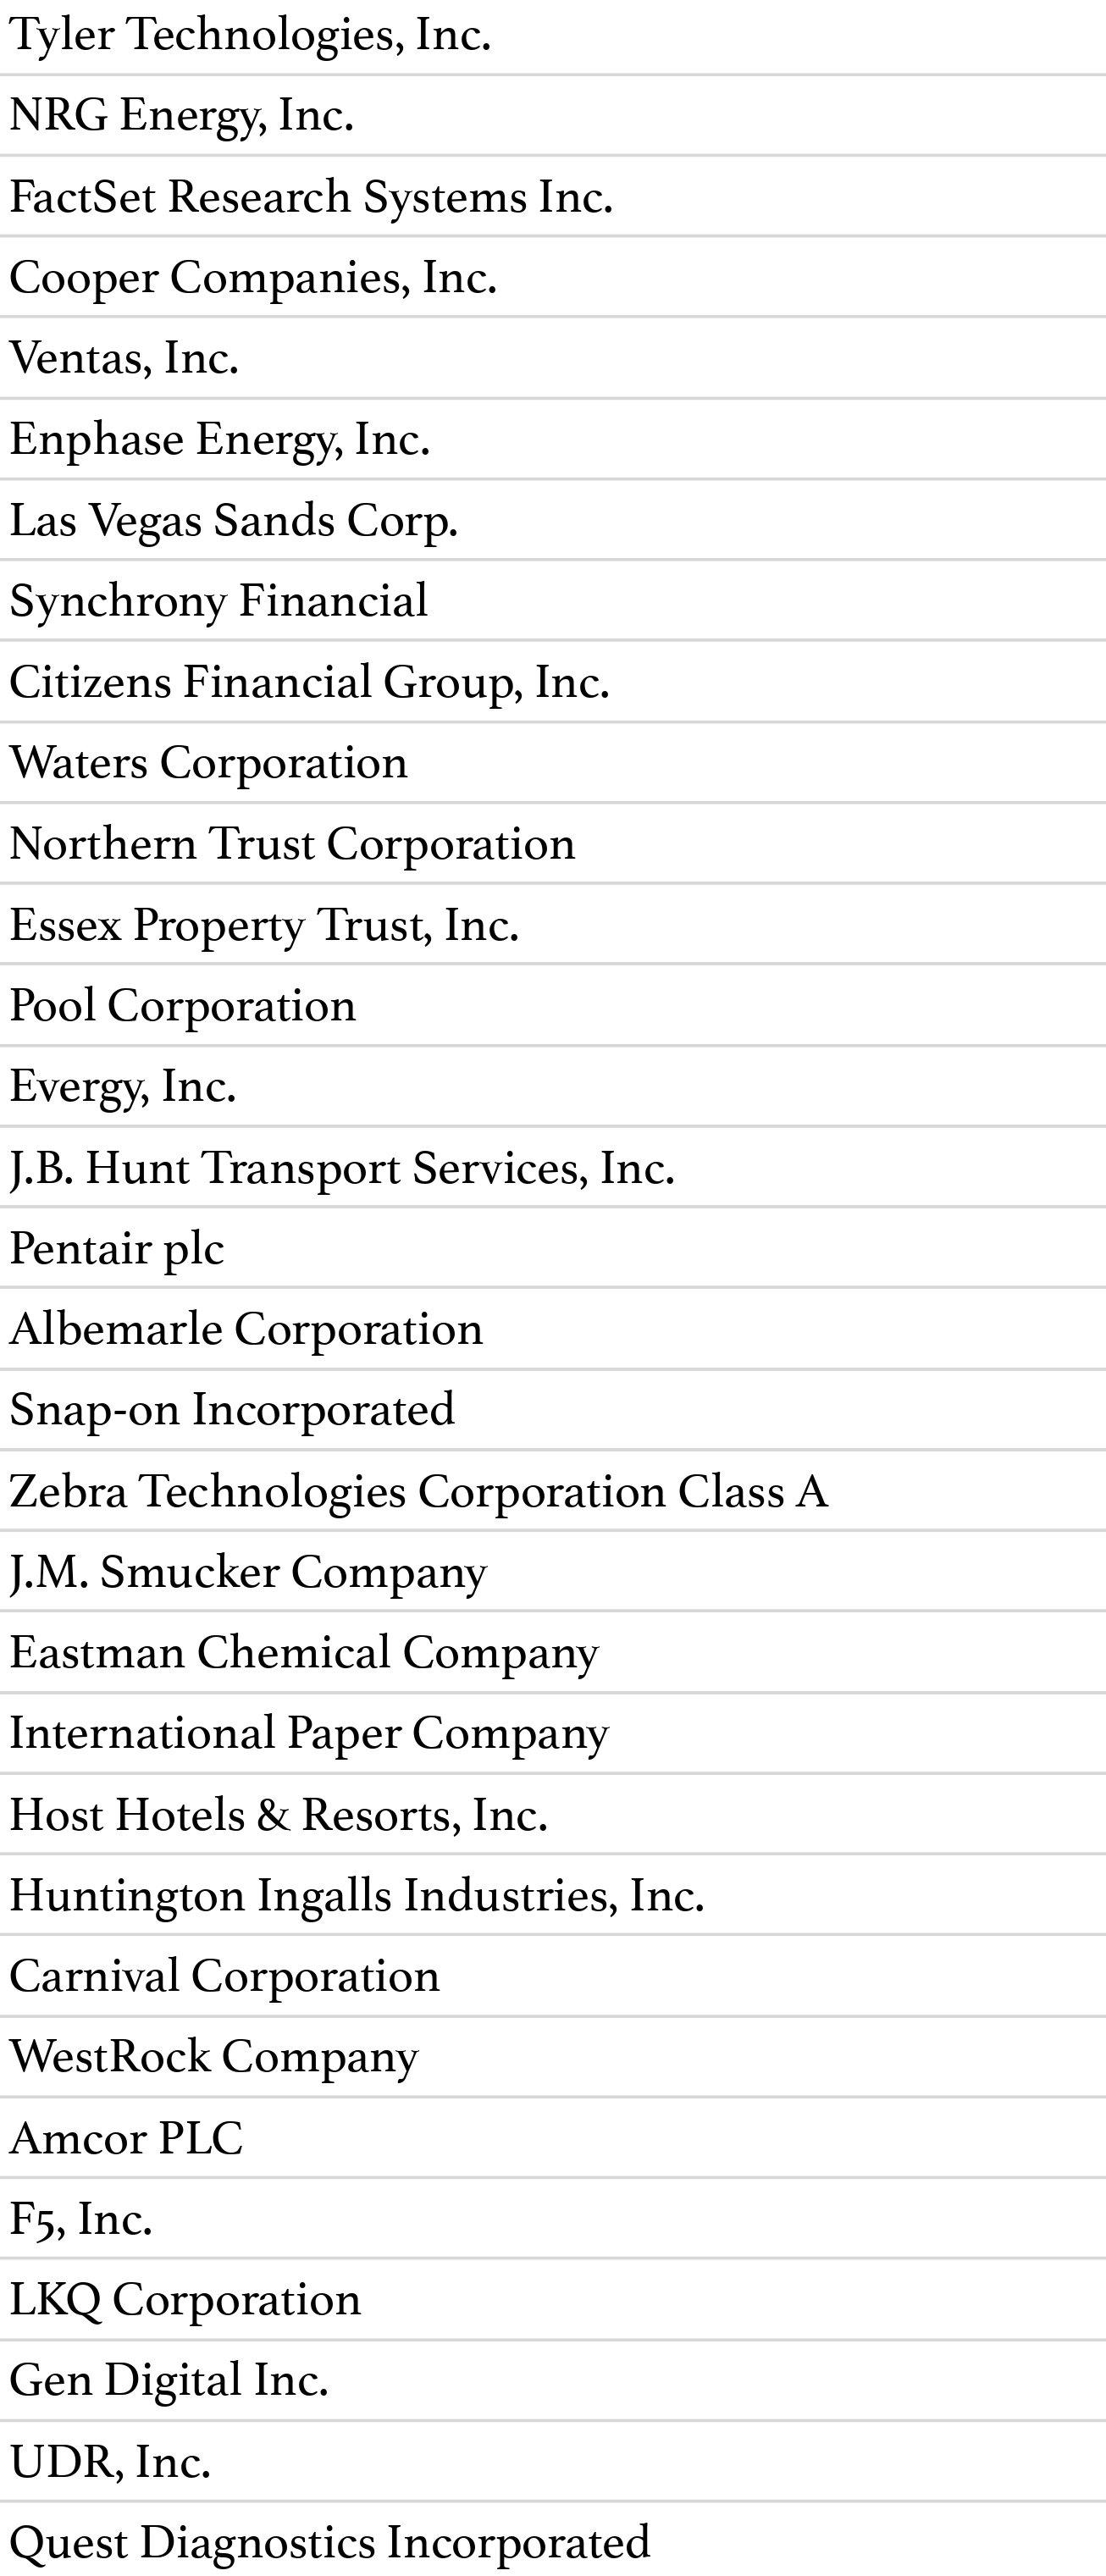 Tyler Technologies, Inc.
NRG Energy, Inc.
FactSet Research Systems Inc.
Cooper Companies, Inc.
Ventas, Inc.
Enphase Energy, Inc.
Las Vegas Sands Corp.
Synchrony Financial
Citizens Financial Group, Inc.
Waters Corporation
Northern Trust Corporation
Essex Property Trust, Inc.
Pool Corporation
Evergy, Inc.
J.B. Hunt Transport Services, Inc.
Pentair plc
Albemarle Corporation
Snap-on Incorporated
Zebra Technologies Corporation Class A
J.M. Smucker Company
Eastman Chemical Company
International Paper Company
Host Hotels & Resorts, Inc.
Huntington Ingalls Industries, Inc.
Carnival Corporation
WestRock Company
Amcor PLC
F5, Inc.
LKQ Corporation
Gen Digital Inc.
UDR, Inc.
Quest Diagnostics Incorporated